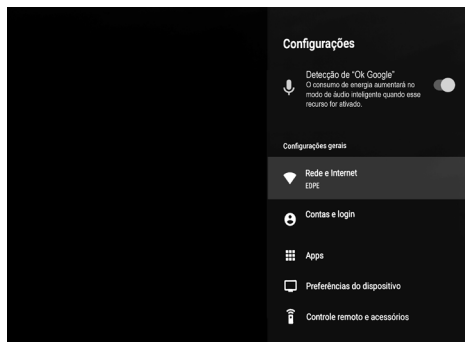 Configurações
Detecção de “Ok Google”
O consumo de energia aumentará no
modo de áudio inteligente quando esse
recurso for ativado.
Configurações gerais
Rede e Internet
EDPE
Contas e login
Apps
Preferências do dispositivo
Controle remoto e acessórios